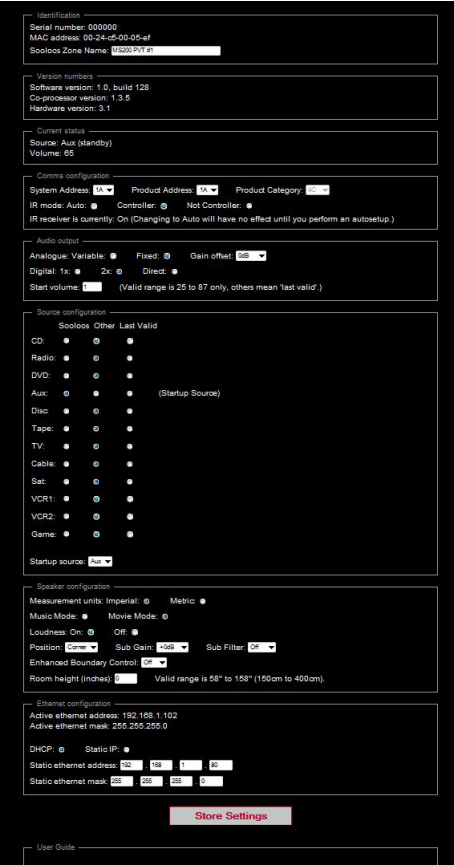 Identification
Serial number: 000000
MAC address: 00-24-c5-00-05-ef
Sooloos Zone Name: MS200 PVT #1
Version numbers
Software version: 1.0, build 128
Co-processor version: 1.3.5
Hardware version: 3.1
Current status
Source: Aux (standby)
Volume: 65
Comms configuration
System Address: 1A Product Address: 1A Product Category: 4C
IR mode: Auto: Controller: Not Controller:
IR receiver is currently: On (Changing to Auto will have no effect until you perform an autosetup.)
Audio output
Analogue: Variable: Fixed: Gain offset: 0dB
Digital: 1x: 2x: Direct:
Start volume: 1 (Valid range is 25 to 87 only, others mean 'last valid'.)
Source configuration
Sooloos Other Last Valid
CD:
Radio:
DVD:
Aux: (Startup Source)
Disc:
Tape:
TV:
Cable:
Sat:
VCR1:
VCR2:
Game:
Startup source: Aux
Speaker configuration
Measurement units: Imperial: Metric:
Music Mode: Movie Mode:
Loudness: On: Off:
Position: Corner Sub Gain: +0dB Sub Filter: Off
Enhanced Boundary Control: Off
Room height (inches): 0 Valid range is 58" to 158" (150cm to 400cm).
Ethernet configuration
Active ethernet address: 192.168.1.102
Active ethernet mask: 255.255.255.0
DHCP: Static IP:
Static ethernet address: 192 . 168 . 1 . 80
Static ethernet mask: 255 . 255 . 255 . 0
Store Settings
User Guide